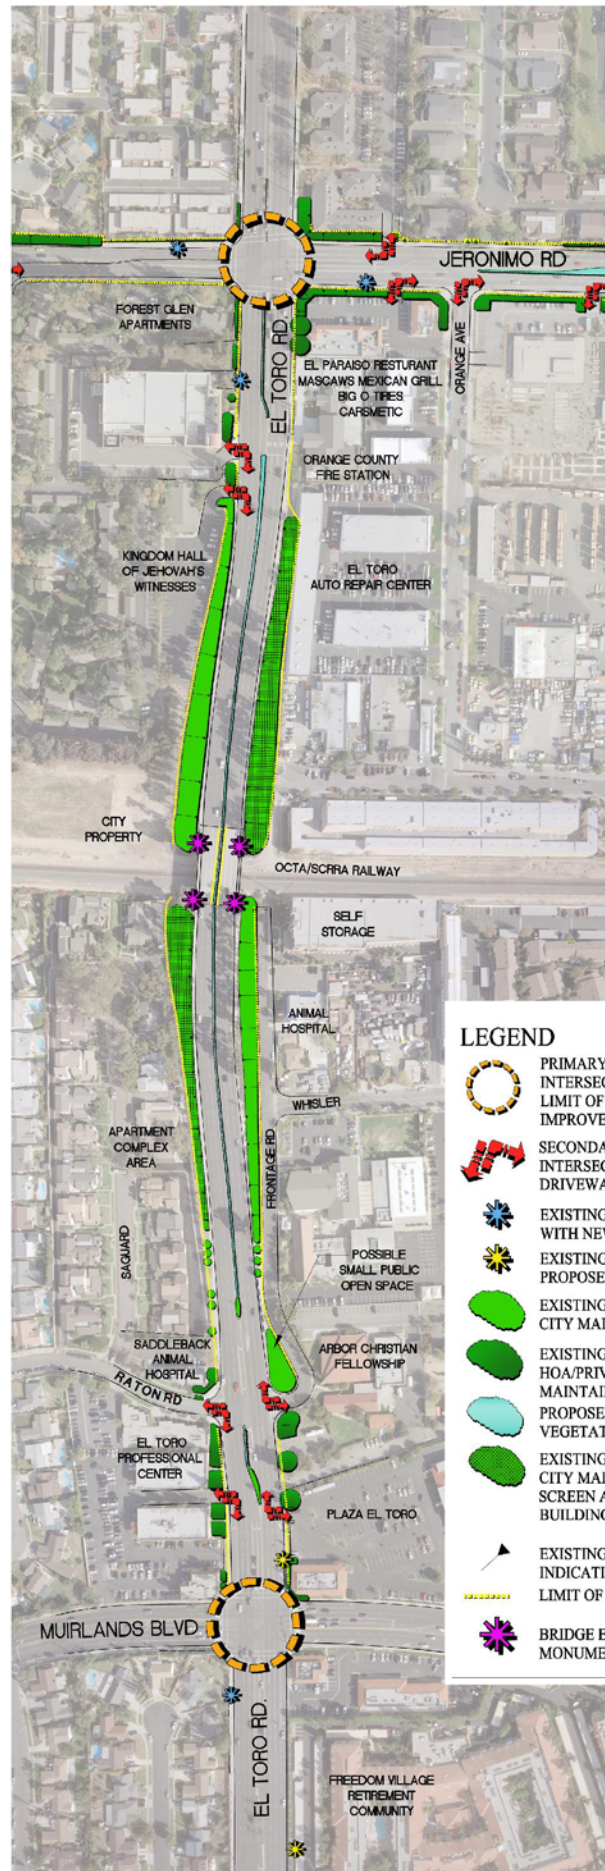 JERONIMO RD
FOREST GLEN
APARTMENTS
EL TORO RD.
ORANGE AVE
EL PARAISO RESTURANT
MASCAWS MEXICAN GRILL
BIG O TIRES
CARSMETIC
ORANGE COUNTY
FIRE STATION
KINGDOM HALL
OF JEHOVAH'S
WITNESSES
EL TORO
AUTO REPAIR CENTER
CITY
PROPERTY
OCTA/SCRRA RAILWAY
SELF
STORAGE
ANIMAL
HOSPITAL
WHISLER
APARTMENT
COMPLEX
AREA
FRONTAGE RD
SAGUARD
POSSIBLE
SMALL PUBLIC
OPEN SPACE
SADDLEBACK
ANIMAL
HOSPITAL
ARBOR CHRISTIAN
FELLOWSHIP
RATON RD
EL TORO
PROFESSIONAL
CENTER
PLAZA EL TORO
MUIRLANDS BLVD
EL TORO RD.
FREEDOM VILLAGE
RETIREMENT
COMMUNITY
LEGEND
PRIMARY
INTERSEC
LIMIT OF
IMPROVE
SECONDA
INTERSEC
DRIVEWA
EXISTING
WITH NEW
EXISTING
PROPOSE
EXISTING
CITY MAI
EXISTING
HOA/PRIV
MAINTAI
PROPOSE
VEGETAT
EXISTING
CITY MAI
SCREEN A
BUILDING
EXISTING
INDICATI
LIMIT OF
BRIDGE E
MONUME